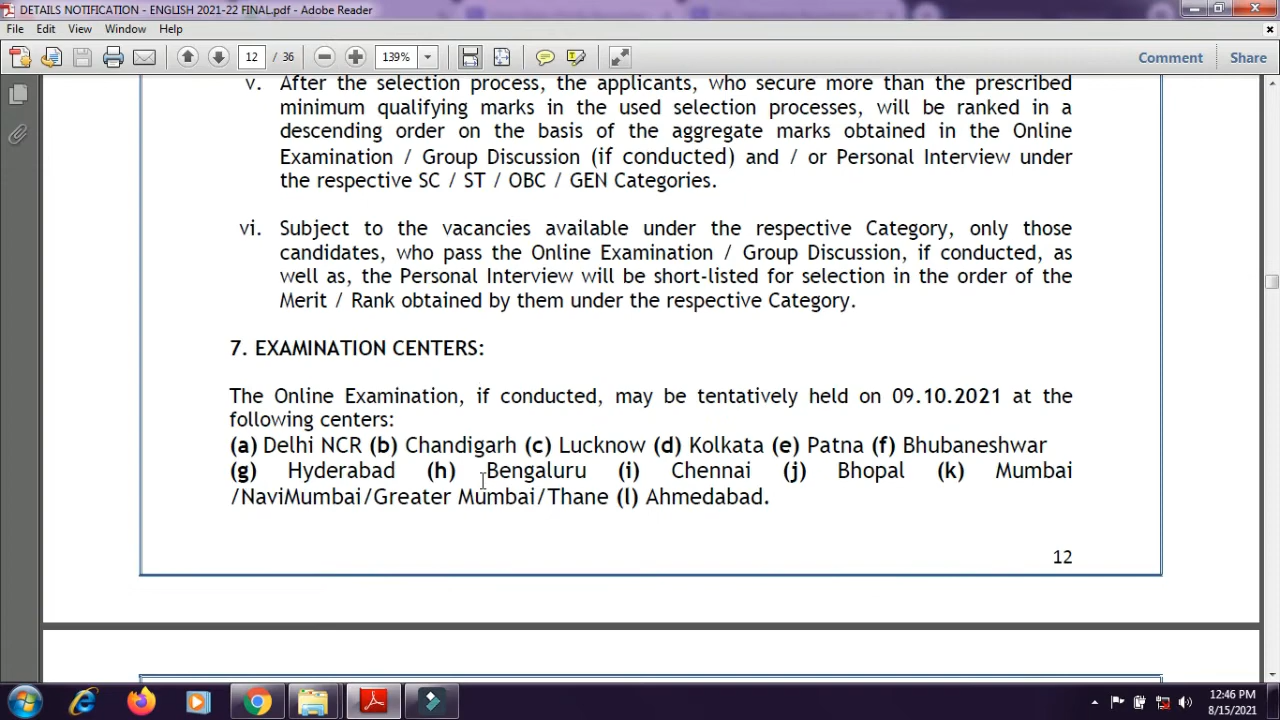 DETAILS NOTIFICATION - ENGLISH 2021-22 FINAL.pdf - Adobe Reader
File Edit View Window Help
12 / 36 139% Comment Share
v. After the selection process, the applicants, who secure more than the prescribed
minimum qualifying marks in the used selection processes, will be ranked in a
descending order on the basis of the aggregate marks obtained in the Online
Examination / Group Discussion (if conducted) and / or Personal Interview under
the respective SC / ST / OBC / GEN Categories.
vi. Subject to the vacancies available under the respective Category, only those
candidates, who pass the Online Examination / Group Discussion, if conducted, as
well as, the Personal Interview will be short-listed for selection in the order of the
Merit / Rank obtained by them under the respective Category.
7. EXAMINATION CENTERS:
The Online Examination, if conducted, may be tentatively held on 09.10.2021 at the
following centers:
(a) Delhi NCR (b) Chandigarh (c) Lucknow (d) Kolkata (e) Patna (f) Bhubaneshwar
(g) Hyderabad (h) Bengaluru (i) Chennai (j) Bhopal (k) Mumbai
/NaviMumbai/Greater Mumbai/Thane (l) Ahmedabad.
12
12:46 PM
8/15/2021